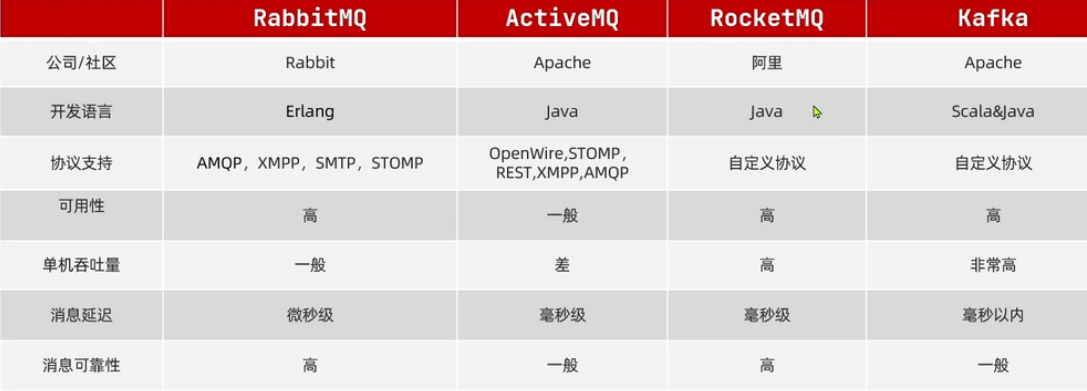 RabbitMQ ActiveMQ RocketMQ Kafka
公司/社区 Rabbit Apache 阿里 Apache
开发语言 Erlang Java Java Scala&Java
协议支持 AMQP，XMPP，SMTP，STOMP OpenWire,STOMP，
REST,XMPP,AMQP 自定义协议 自定义协议
可用性 高 一般 高 高
单机吞吐量 一般 差 高 非常高
消息延迟 微秒级 毫秒级 毫秒级 毫秒以内
消息可靠性 高 一般 高 一般